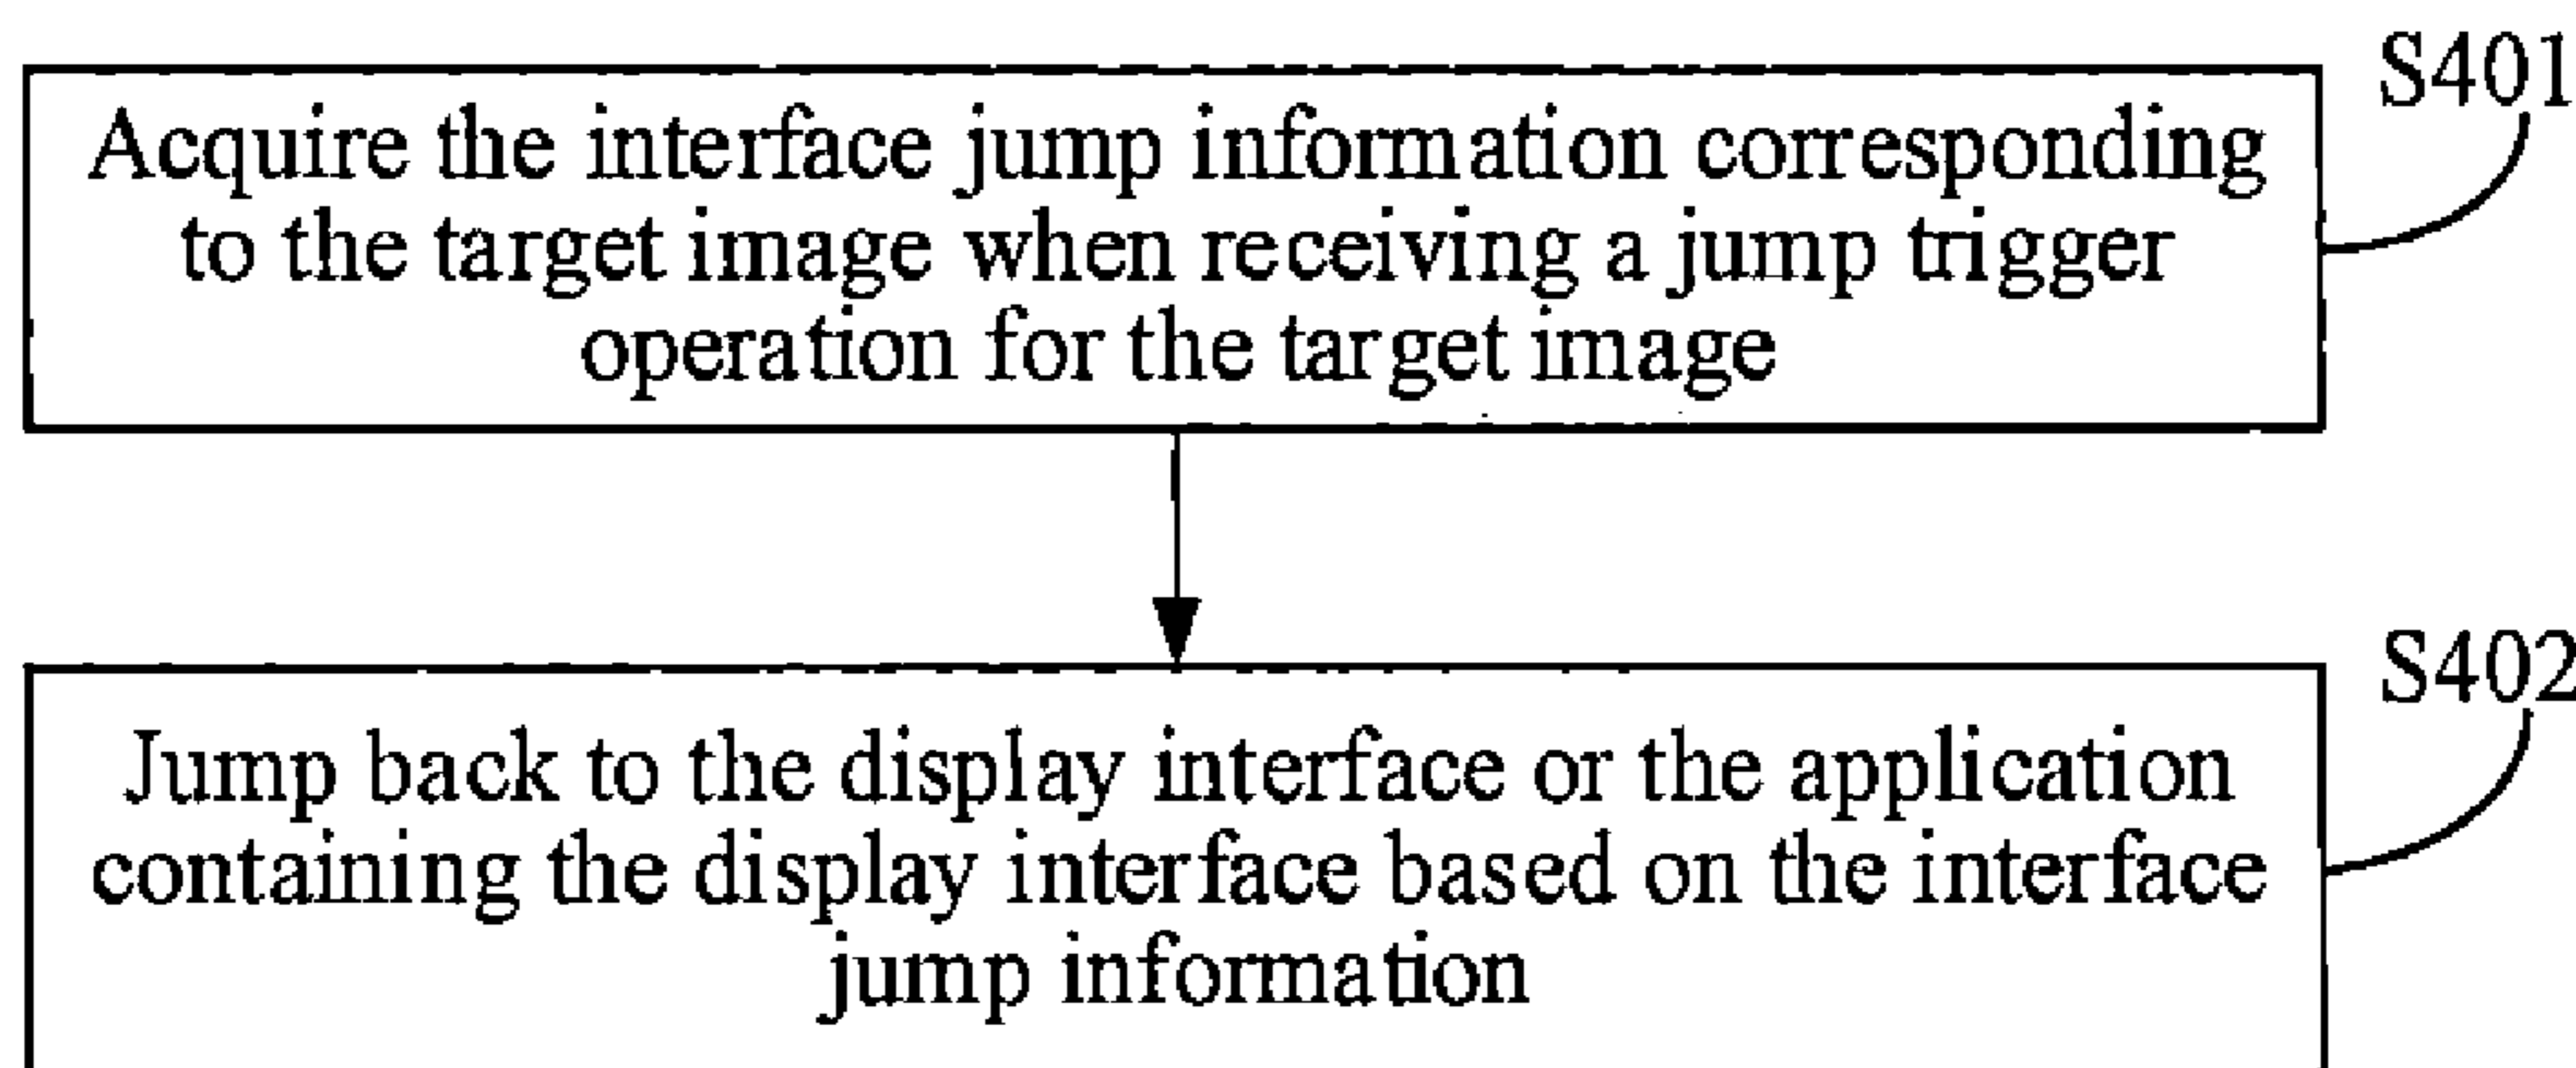 S401
Acquire the interface jump information corresponding
to the target image when receiving a jump trigger
operation for the target image
S402
Jump back to the display interface or the application
containing the display interface based on the interface
jump information